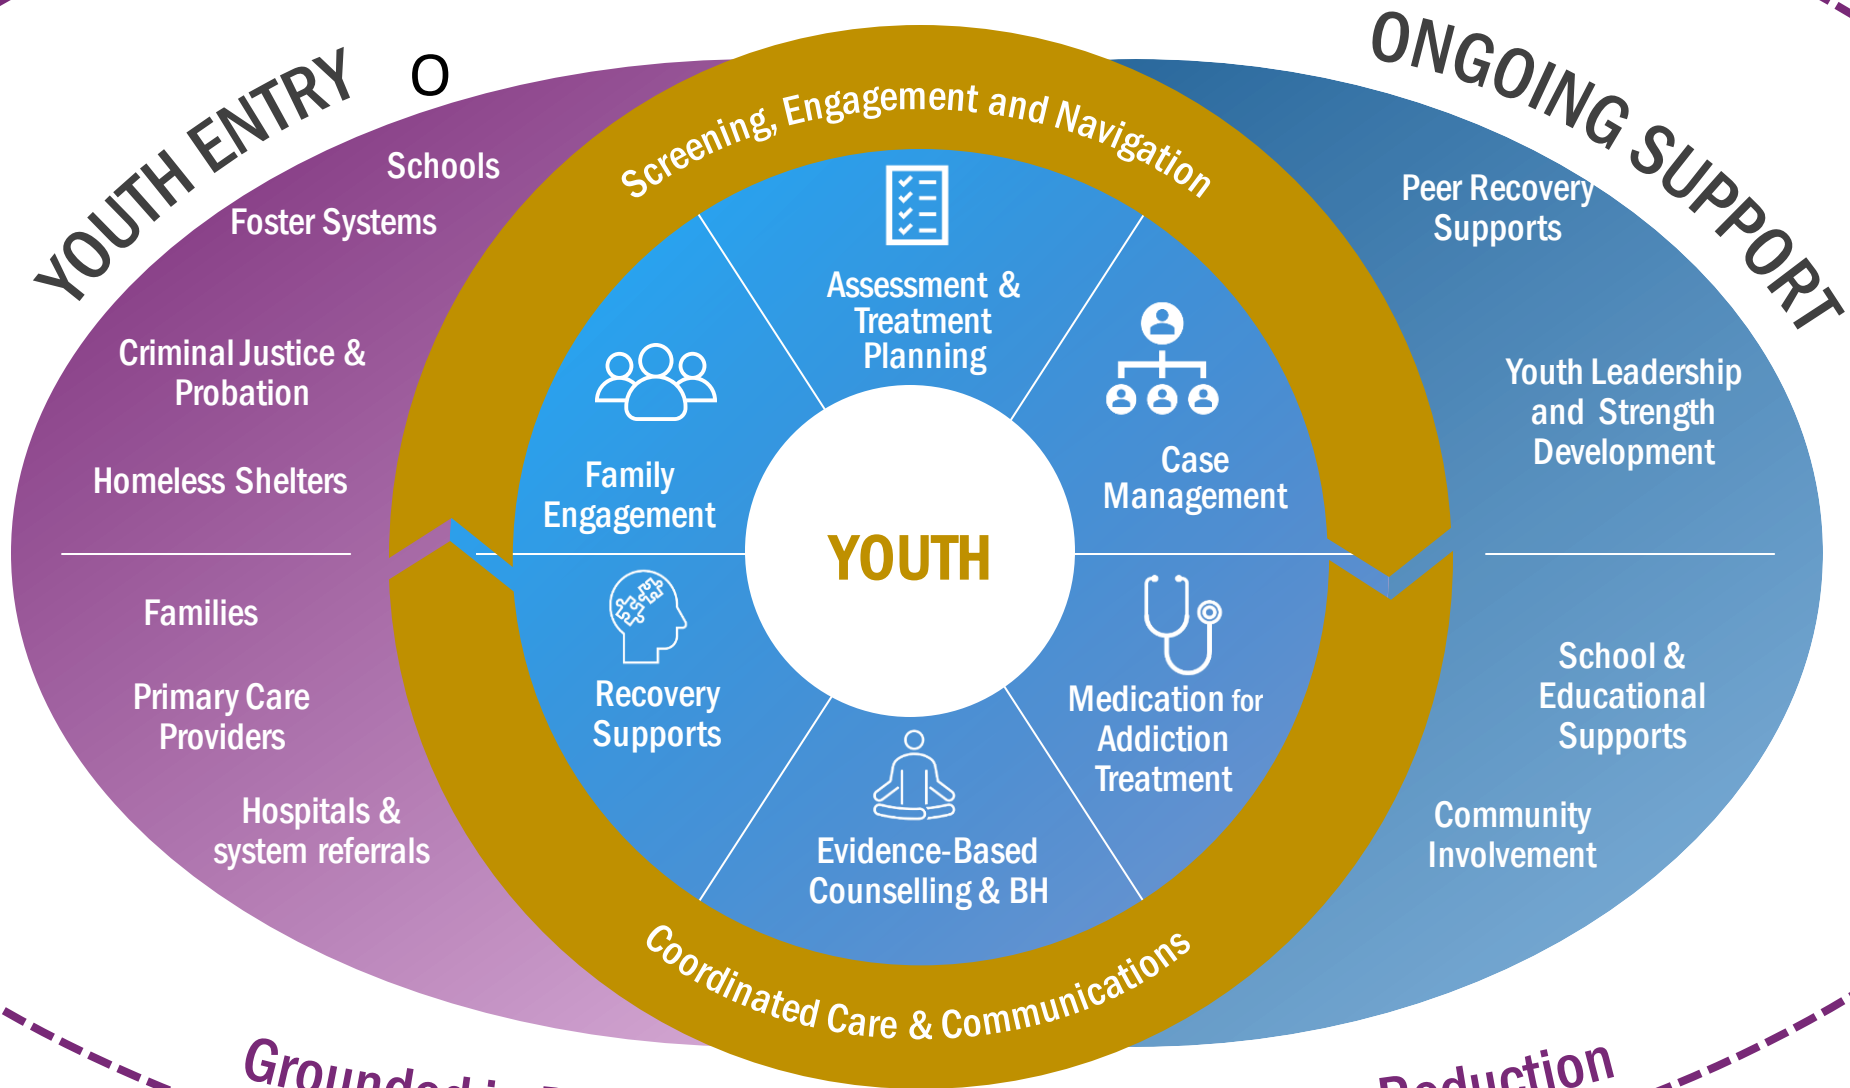 YOUTH ENTRY
O
ONGOING SUPPORT
Schools
Foster Systems
Criminal Justice &
Probation
Homeless Shelters
Families
Primary Care
Providers
Hospitals &
system referrals
Screening, Engagement and Navigation
Assessment &
Treatment
Planning
Family
Engagement
Case
Management
YOUTH
Recovery
Supports
Medication for
Addiction
Treatment
Evidence-Based
Counselling & BH
Coordinated Care & Communications
Peer Recovery
Supports
Youth Leadership
and Strength
Development
School &
Educational
Supports
Community
Involvement
Grounded in
Reduction